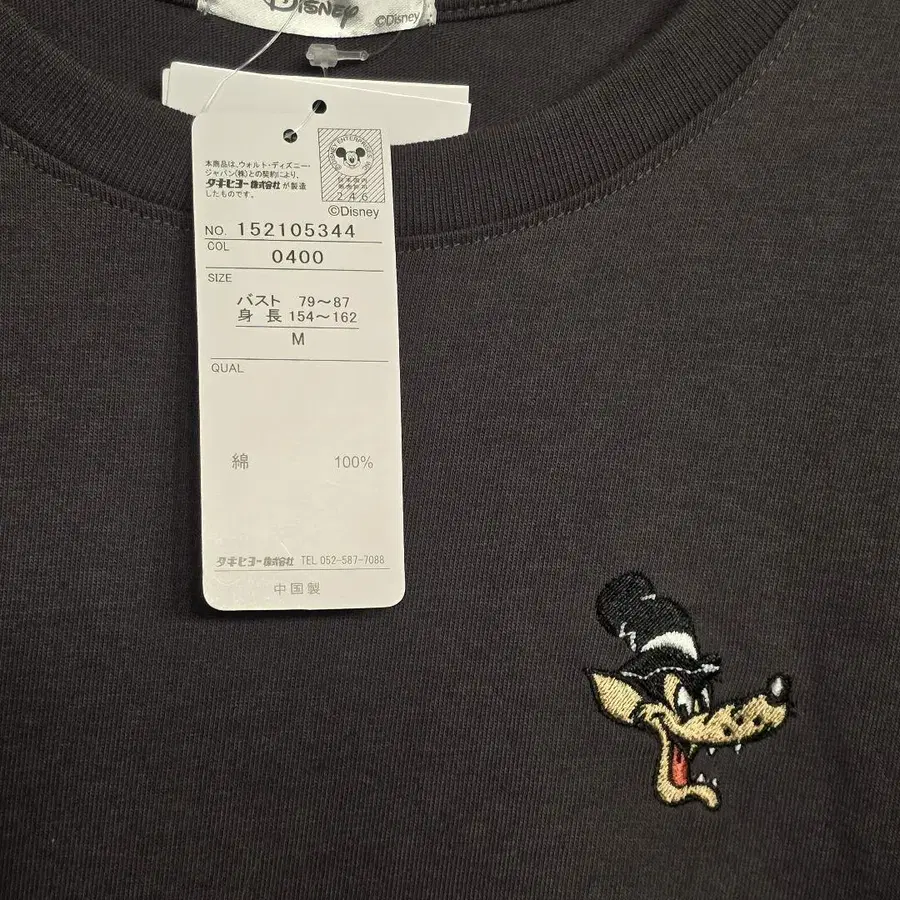 Disney
©Disney
本商品は、ウォルト・ディズニー・
ジャパン(株)との契約により、
タキヒヨー株式会社が製造
したものです。
246
©Disney
NO. 152105344
COL
0400
SIZE
バスト 79～87
身長 154～162
M
QUAL
綿 100%
タキヒヨー株式会社 TEL 052-587-7088
中国製